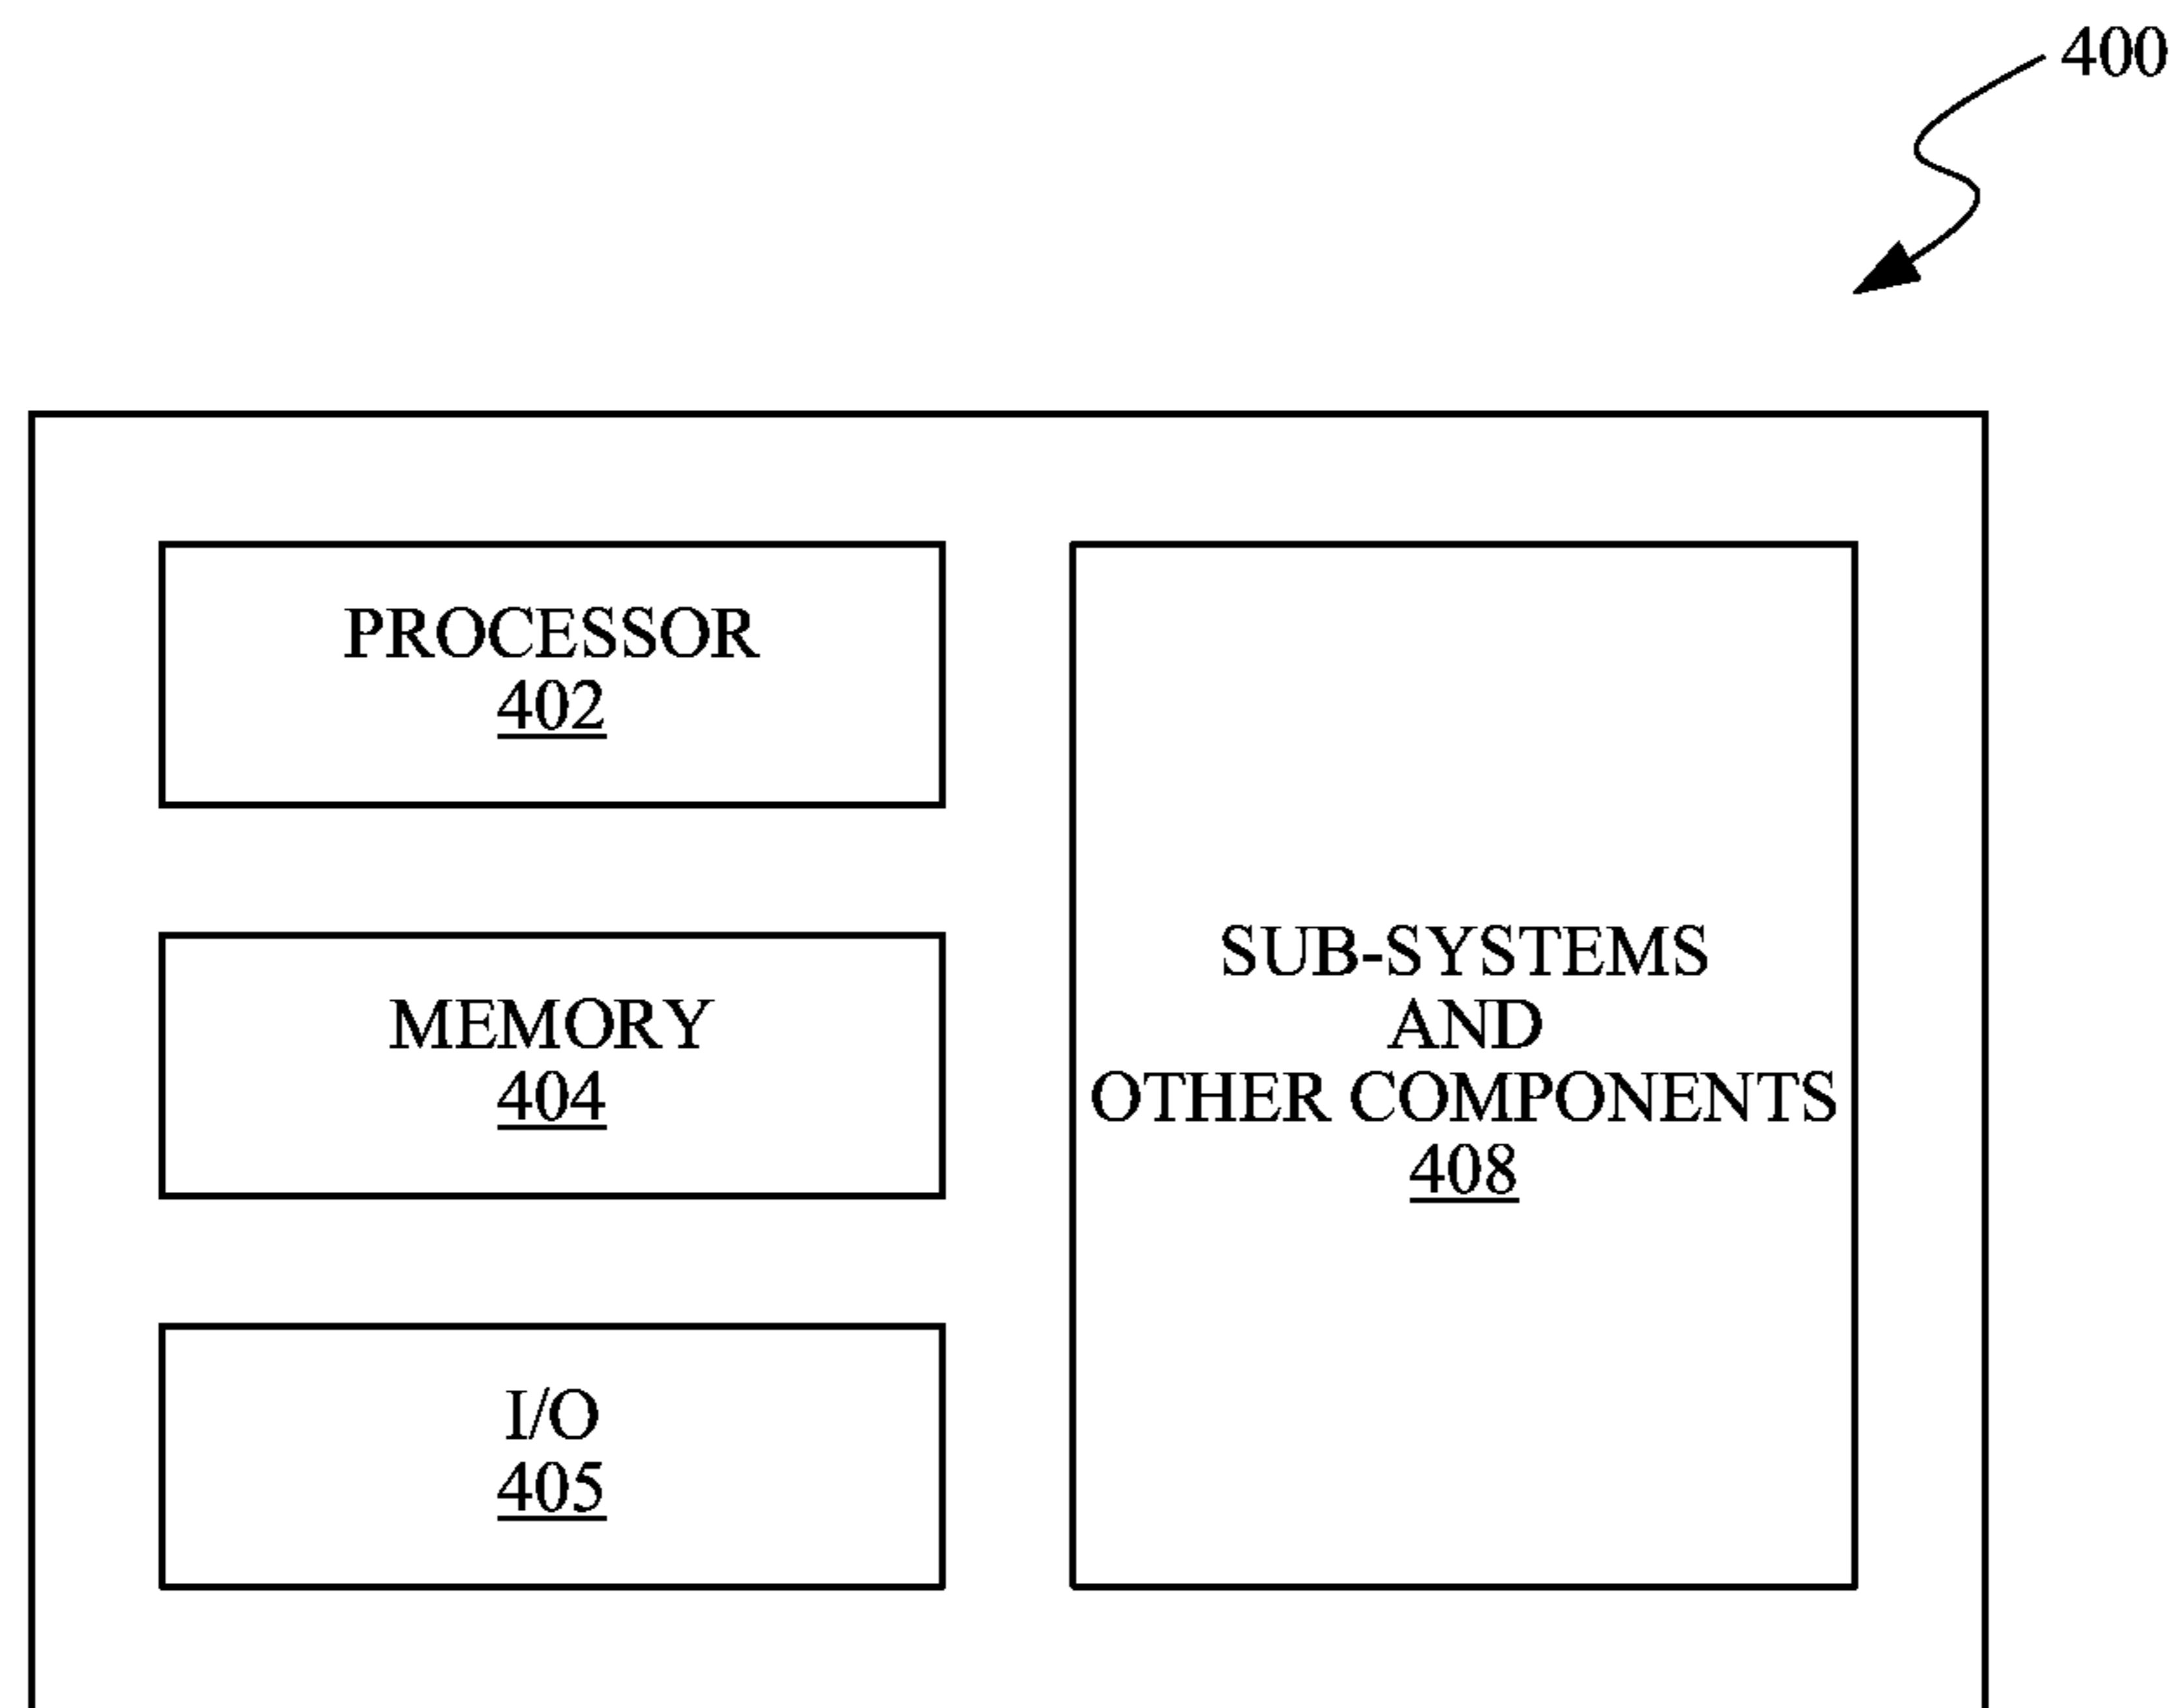 400
PROCESSOR
402
MEMORY
404
I/O
405
SUB-SYSTEMS
AND
OTHER COMPONENTS
408